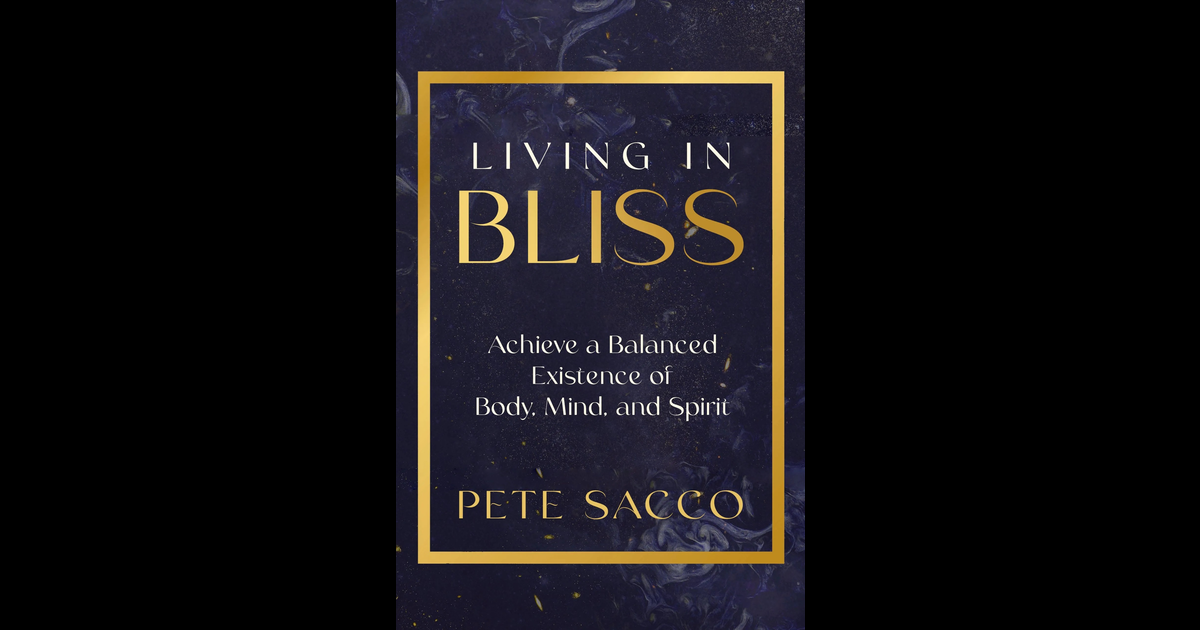 LIVING IN
BLISS
Achieve a Balanced
Existence of
Body, Mind, and Spirit
PETE SACCO